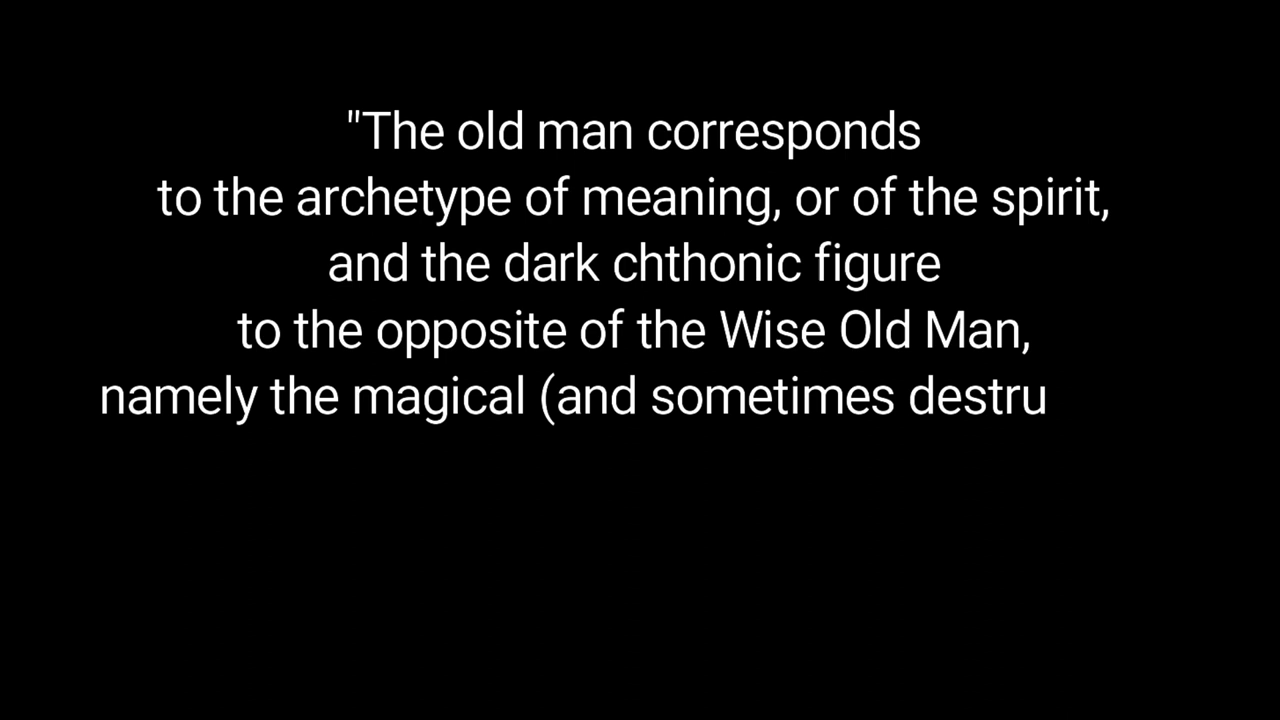 "The old man corresponds
to the archetype of meaning, or of the spirit,
and the dark chthonic figure
to the opposite of the Wise Old Man,
namely the magical (and sometimes destru